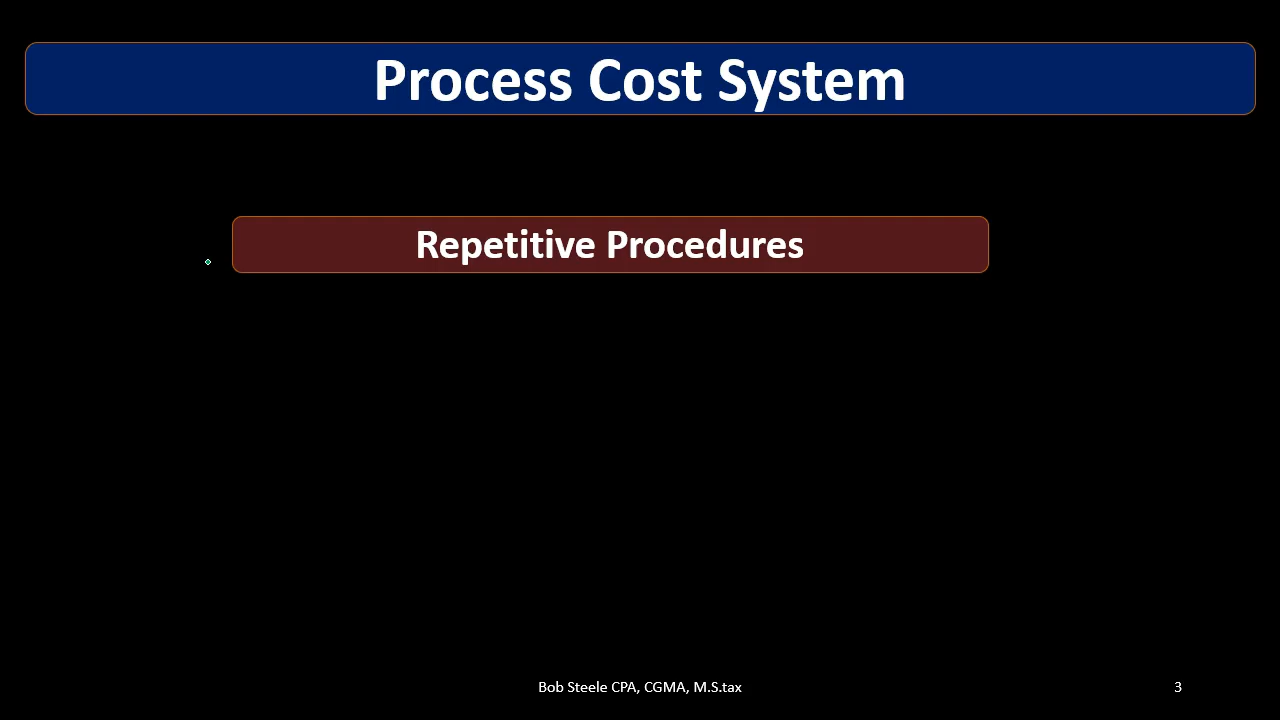 Process Cost System
Repetitive Procedures
Bob Steele CPA, CGMA, M.S.tax
3